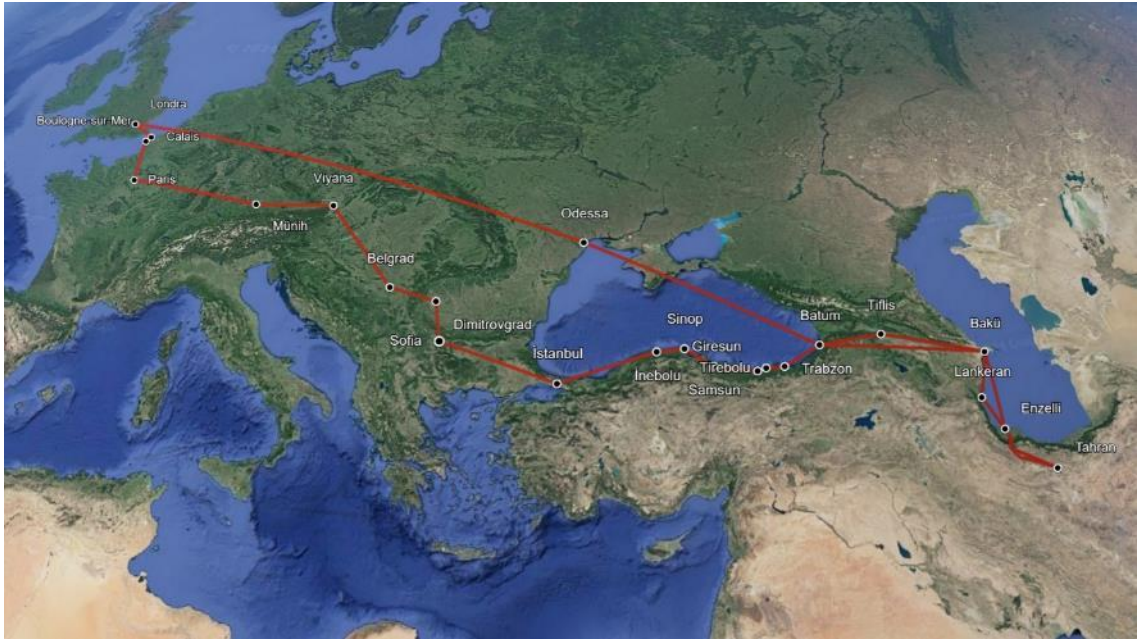 Londra
Boulogne-sur-Mer
Calais
Paris
Viyana
Münih
Odessa
Belgrad
Dimitrovgrad
Sofia
İstanbul
Sinop
Giresun
İnebolu
Tirebolu
Samsun
Trabzon
Batum
Tiflis
Bakü
Lankeran
Enzelli
Tahran